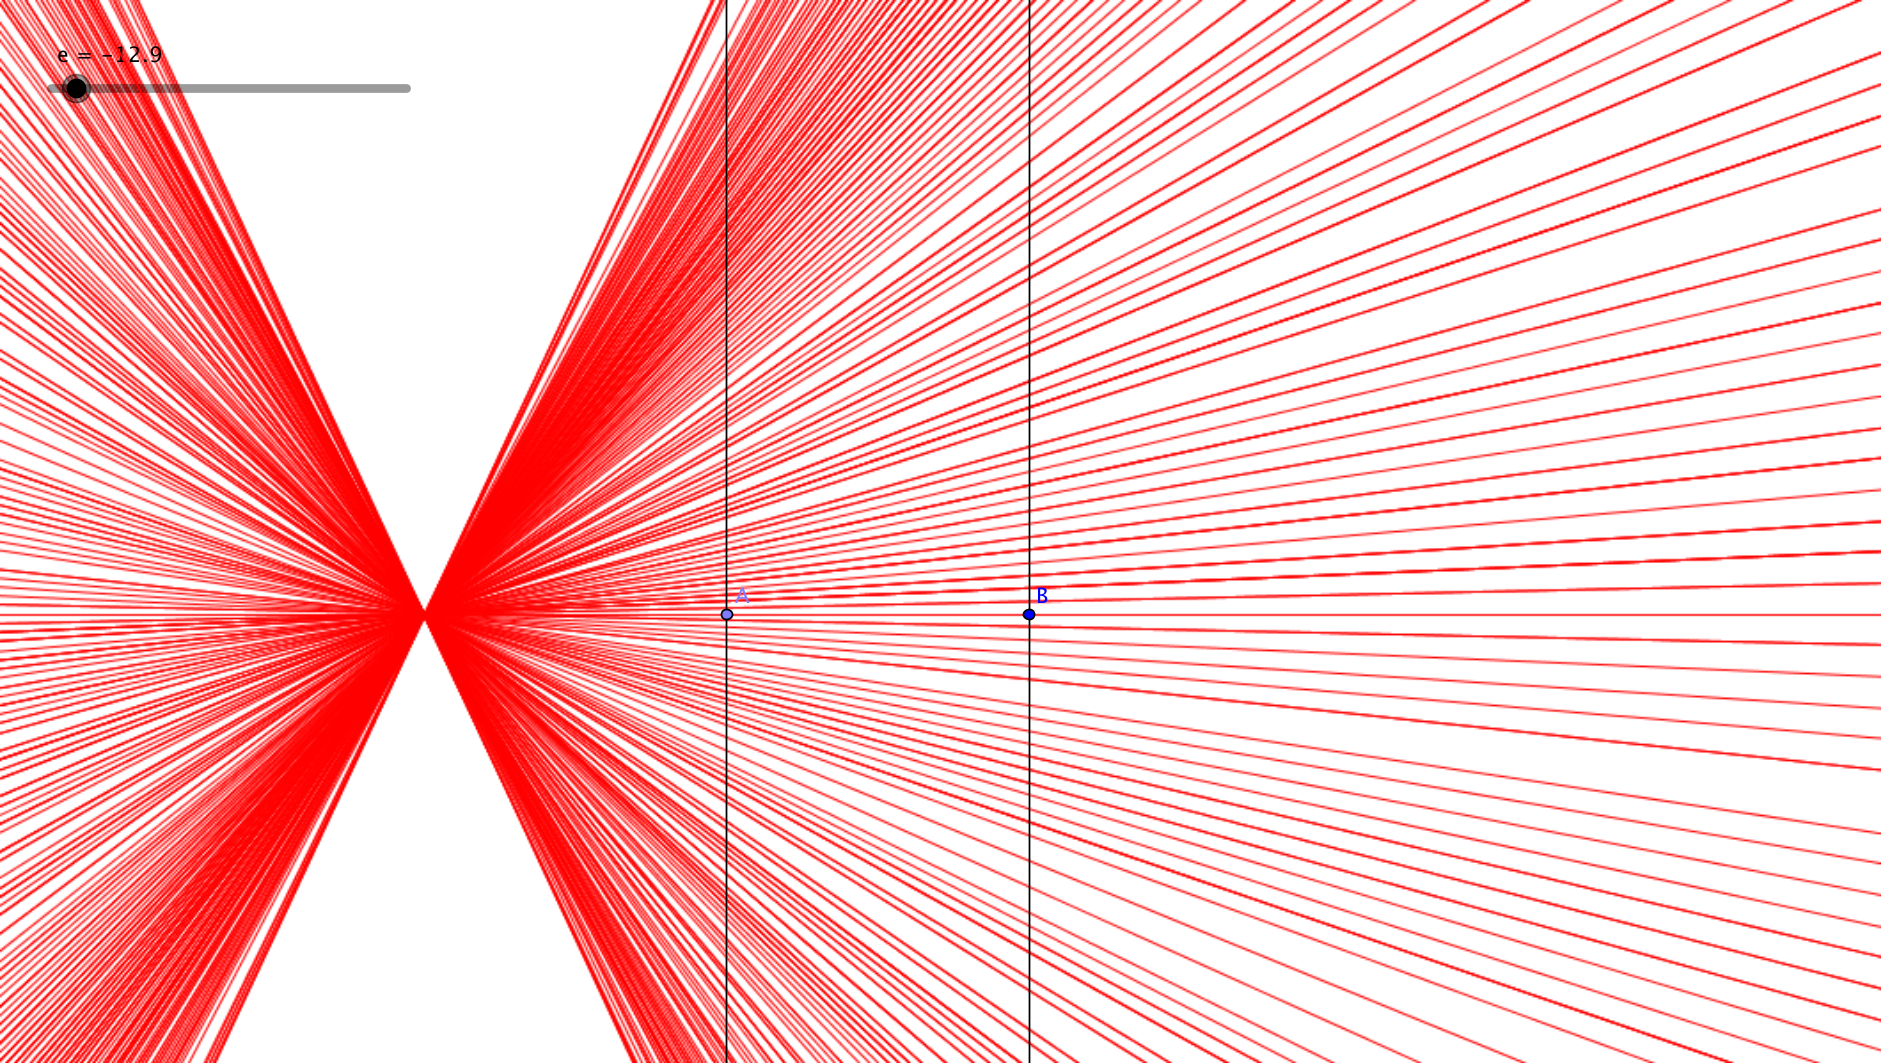 e = −12.9
A
B